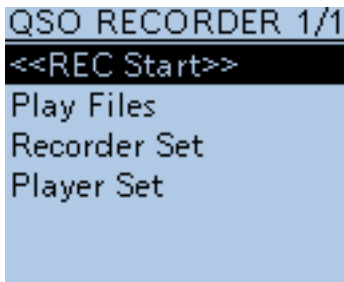 QSO RECORDER 1/1
<<REC Start>>
Play Files
Recorder Set
Player Set